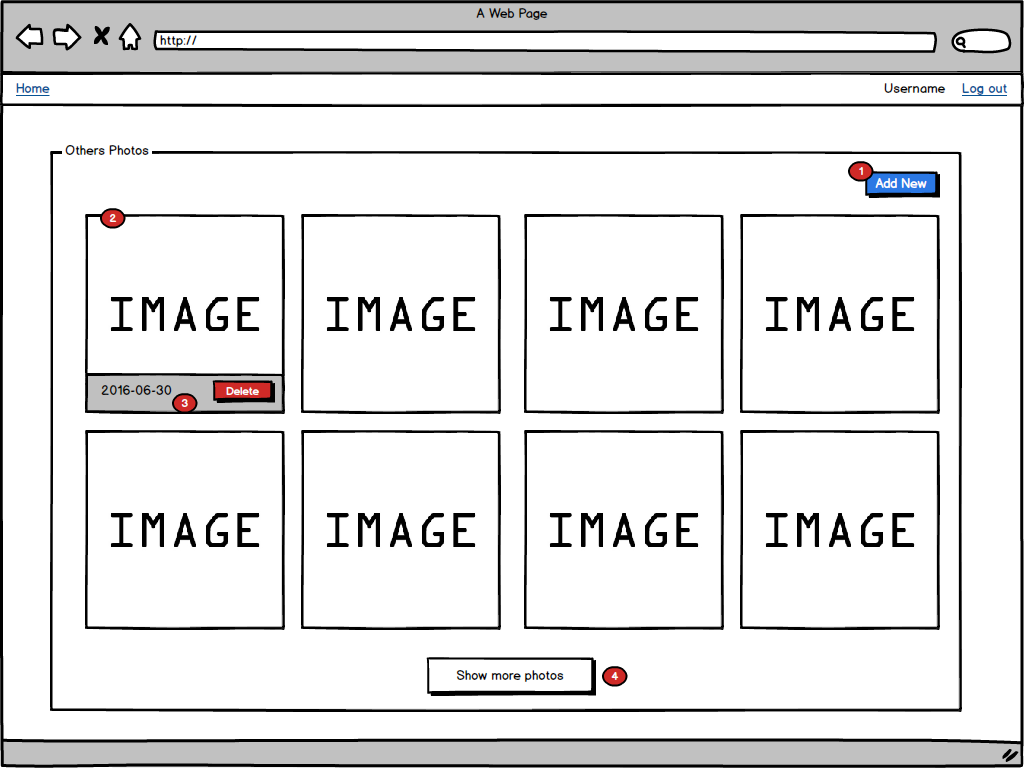 A Web Page
http://
Home Username Log out
Others Photos
1
Add New
2
IMAGE IMAGE IMAGE IMAGE
2016-06-30 Delete
3
IMAGE IMAGE IMAGE IMAGE
Show more photos 4